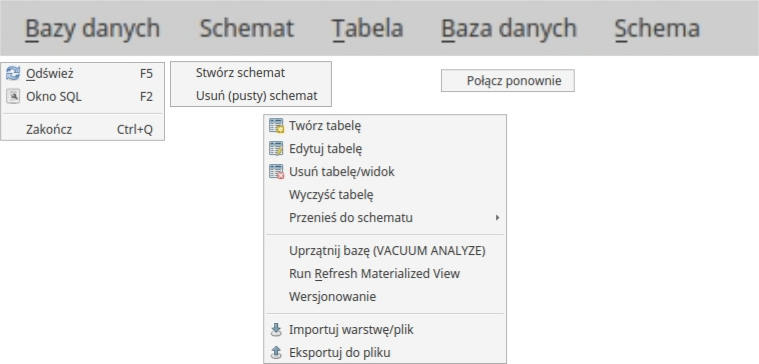 Bazy danych Schemat Tabela Baza danych Schema
Odśwież F5
Okno SQL F2
Zakończ Ctrl+Q
Stwórz schemat
Usuń (pusty) schemat
Połącz ponownie
Twórz tabelę
Edytuj tabelę
Usuń tabelę/widok
Wyczyść tabelę
Przenieś do schematu
Uprzątnij bazę (VACUUM ANALYZE)
Run Refresh Materialized View
Wersjonowanie
Importuj warstwę/plik
Eksportuj do pliku